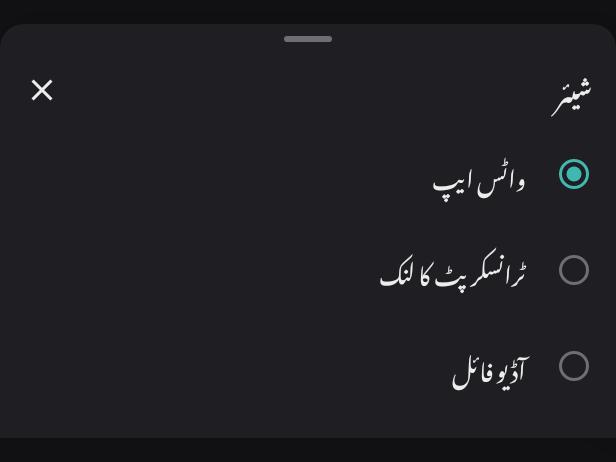 شیئر
واٹس ایپ
ٹرانسکرپٹ کا لنک
آڈیو فائل